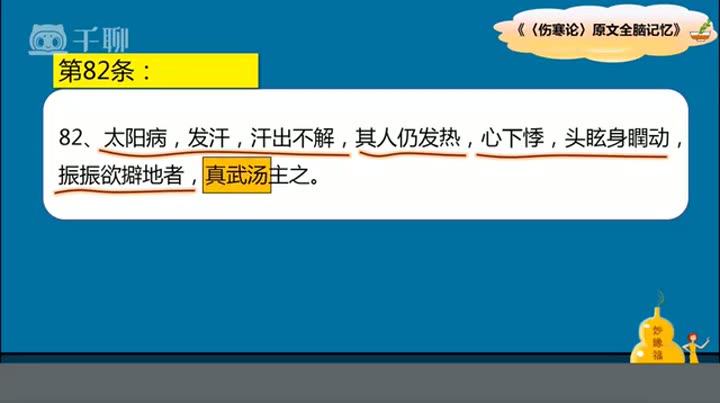 千聊
《〈伤寒论〉原文全脑记忆》
第82条：
82、太阳病，发汗，汗出不解，其人仍发热，心下悸，头眩身瞤动，
振振欲擗地者，真武汤主之。
妙缘福